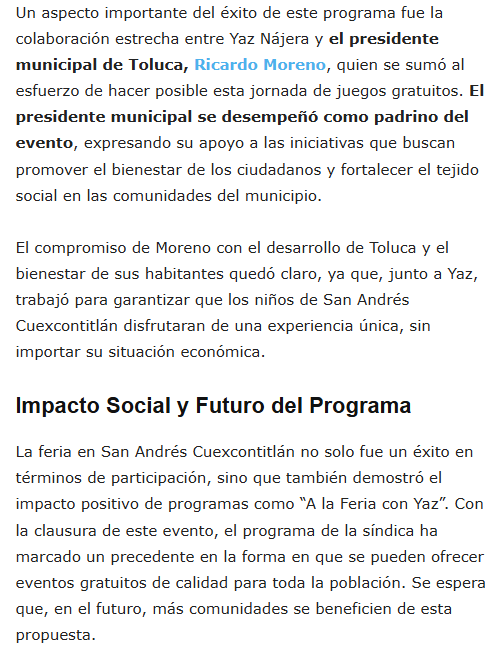 Un aspecto importante del éxito de este programa fue la
colaboración estrecha entre Yaz Nájera y el presidente
municipal de Toluca, Ricardo Moreno, quien se sumó al
esfuerzo de hacer posible esta jornada de juegos gratuitos. El
presidente municipal se desempeñó como padrino del
evento, expresando su apoyo a las iniciativas que buscan
promover el bienestar de los ciudadanos y fortalecer el tejido
social en las comunidades del municipio.
El compromiso de Moreno con el desarrollo de Toluca y el
bienestar de sus habitantes quedó claro, ya que, junto a Yaz,
trabajó para garantizar que los niños de San Andrés
Cuexcontitlán disfrutaran de una experiencia única, sin
importar su situación económica.
Impacto Social y Futuro del Programa
La feria en San Andrés Cuexcontitlán no solo fue un éxito en
términos de participación, sino que también demostró el
impacto positivo de programas como “A la Feria con Yaz”. Con
la clausura de este evento, el programa de la síndica ha
marcado un precedente en la forma en que se pueden ofrecer
eventos gratuitos de calidad para toda la población. Se espera
que, en el futuro, más comunidades se beneficien de esta
propuesta.